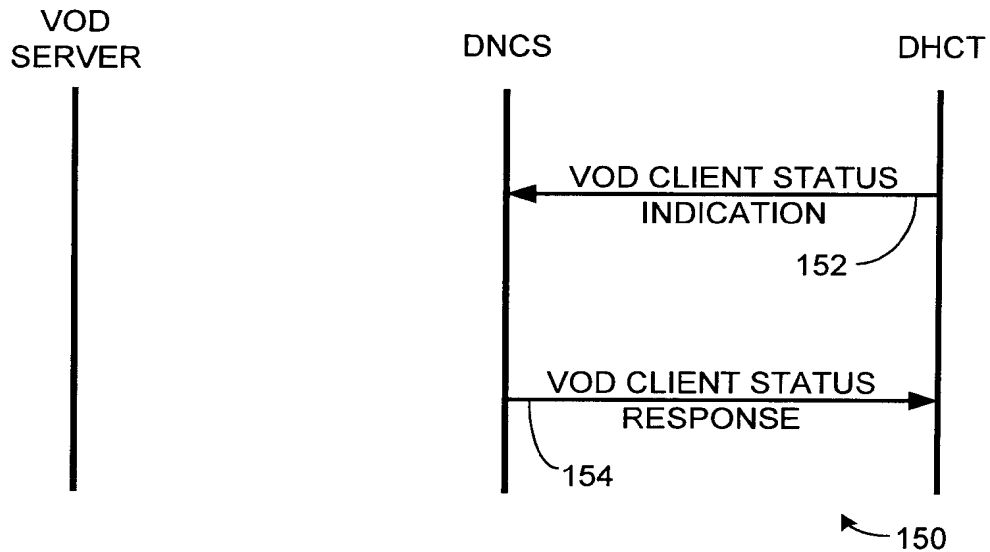 VOD
SERVER
DNCS
DHCT
VOD CLIENT STATUS
INDICATION
152
VOD CLIENT STATUS
RESPONSE
154
150